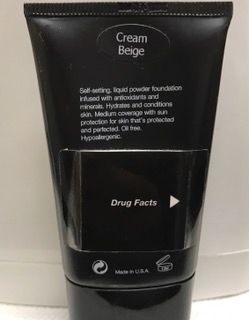 Cream
Beige
Self-setting, liquid powder foundation
infused with antioxidants and
minerals. Hydrates and conditions
skin. Medium coverage with sun
protection for skin that's protected
and perfected. Oil free.
Hypoallergenic.
Drug Facts
Made in U.S.A.